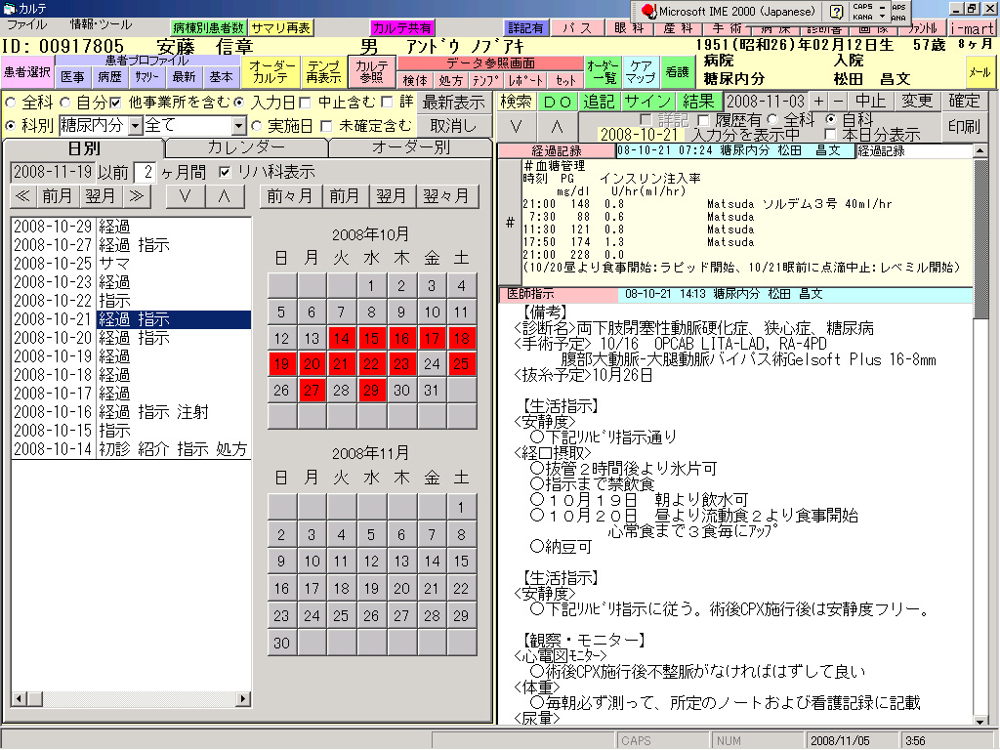 カルテ
Microsoft IME 2000 (Japanese)
CAPS
KANA
APS
ANA
ファイル 情報・ツール 病棟別患者数 サマリ再表 カルテ共有 詳記有 パ ス 眼 科 産 科 手 術 病 床 診断書 画 像 i-mart
ID: 00917805 安藤 信章 男 アンドウ ノブアキ 1951(昭和26)年02月12日生 57歳 8ヶ月
患者選択 患者プロファイル
医事 病歴 サマリー 最新 基本
オーダー カルテ
テンプ 再表示
カルテ 参照
データ参照画面
検体 処方 テンプ レポート セット
オーダー 一覧
ケア マップ
看護
病院 入院
糖尿内分 松田 昌文
メール
全科 自分 他事業所を含む 入力日 中止含む 詳 最新表示
科別 糖尿内分 全て 実施日 未確定含む 取消し
検索 ＤＯ 追記 サイン 結果 2008-11-03 + - 中止 変更 確定
∨ ∧ 詳記 履歴有 全科 自科 印刷
2008-10-21 入力分を表示中 本日分表示
日別 カレンダー オーダー別
2008-11-19 以前 2 ヶ月間 リハ科表示
≪ 前月 翌月 ≫ ∨ ∧ 前々月 前月 翌月 翌々月
2008-10-29 経過
2008-10-27 経過 指示
2008-10-25 サマ
2008-10-23 経過
2008-10-22 指示
2008-10-21 経過 指示
2008-10-20 経過 指示
2008-10-19 経過
2008-10-18 経過
2008-10-17 経過
2008-10-16 経過 指示 注射
2008-10-15 指示
2008-10-14 初診 紹介 指示 処方
2008年10月
日 月 火 水 木 金 土
1 2 3 4
5 6 7 8 9 10 11
12 13 14 15 16 17 18
19 20 21 22 23 24 25
26 27 28 29 30 31
2008年11月
日 月 火 水 木 金 土
1
2 3 4 5 6 7 8
9 10 11 12 13 14 15
16 17 18 19 20 21 22
23 24 25 26 27 28 29
30
経過記録 08-10-21 07:24 糖尿内分 松田 昌文 経過記録
#
＃血糖管理
時刻 PG インスリン注入率
mg/dl U/hr(ml/hr)
21:00 148 0.8 Matsuda ソルデム３号 40ml/hr
7:30 88 0.6 Matsuda
11:30 121 0.8 Matsuda
17:50 174 1.3 Matsuda
21:00 228 0.0
(10/20昼より食事開始：ラピッド開始、10/21眠前に点滴中止：レベミル開始)
医師指示 08-10-21 14:13 糖尿内分 松田 昌文
【備考】
<診断名>両下肢閉塞性動脈硬化症、狭心症、糖尿病
<手術予定> 10/16 OPCAB LITA-LAD, RA-4PD
腹部大動脈-大腿動脈バイパス術Gelsoft Plus 16-8mm
<抜糸予定>10月26日
【生活指示】
<安静度>
○下記ﾘﾊﾋﾞﾘ指示通り
<経口摂取>
○抜管２時間後より氷片可
○指示まで禁飲食
○１０月１９日 朝より飲水可
○１０月２０日 昼より流動食２より食事開始
心常食まで３食毎にｱｯﾌﾟ
○納豆可
【生活指示】
<安静度>
○下記ﾘﾊﾋﾞﾘ指示に従う。術後CPX施行後は安静度フリー。
【観察・モニター】
<心電図ﾓﾆﾀｰ>
○術後CPX施行後不整脈がなければはずして良い
<体重>
○毎朝必ず測って、所定のノートおよび看護記録に記載
<尿量>
CAPS NUM 2008/11/05 3:56